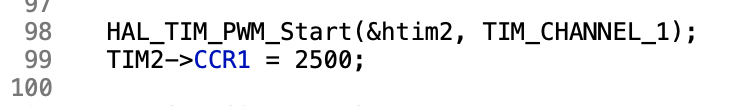 97
98 HAL_TIM_PWM_Start(&htim2, TIM_CHANNEL_1);
99 TIM2->CCR1 = 2500;
100